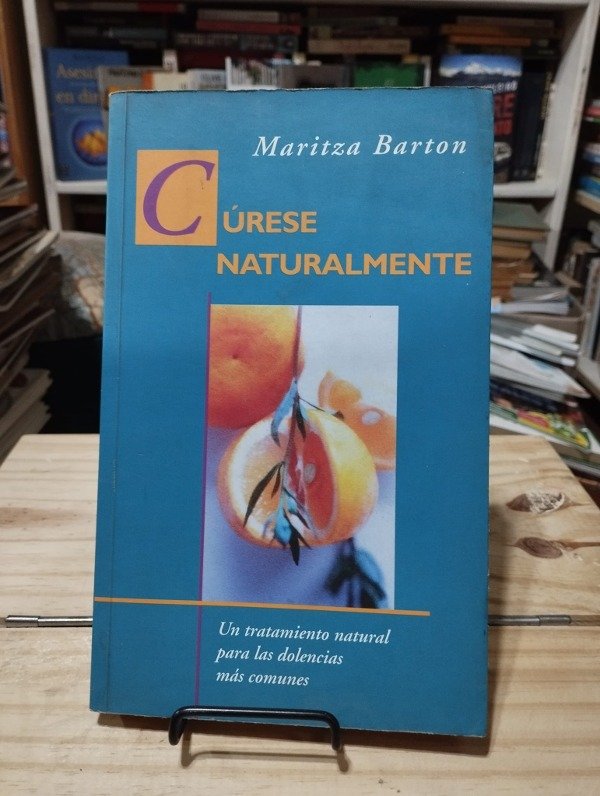 Maritza Barton
CÚRESE
NATURALMENTE
Un tratamiento natural
para las dolencias
más comunes